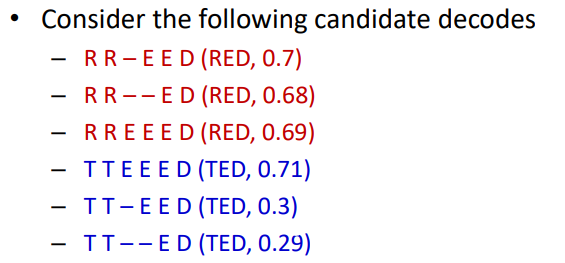 • Consider the following candidate decodes
– R R – E E D (RED, 0.7)
– R R – – E D (RED, 0.68)
– R R E E E D (RED, 0.69)
– T T E E E D (TED, 0.71)
– T T – E E D (TED, 0.3)
– T T – – E D (TED, 0.29)